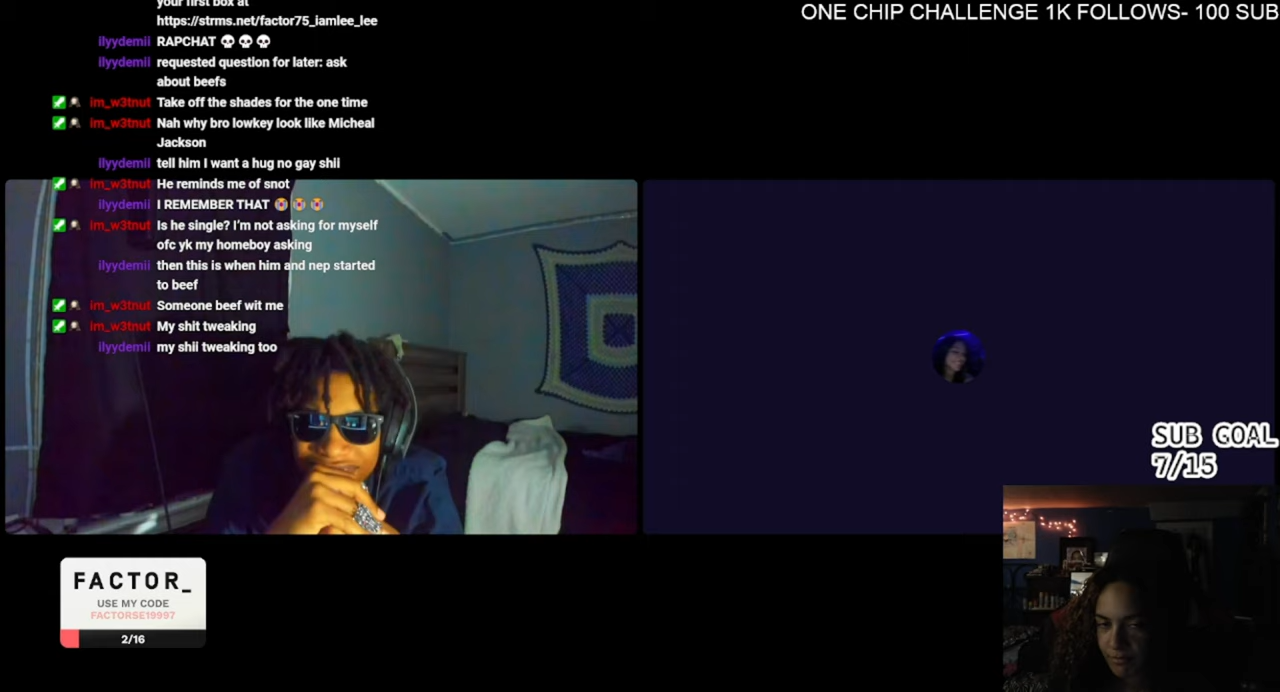 your first box at
https://strms.net/factor75_iamlee_lee
ilyydemii RAPCHAT 💀 💀 💀
ilyydemii requested question for later: ask
about beefs
im_w3tnut Take off the shades for the one time
im_w3tnut Nah why bro lowkey look like Micheal
Jackson
ilyydemii tell him I want a hug no gay shii
im_w3tnut He reminds me of snot
ilyydemii I REMEMBER THAT 😭 😭 😭
im_w3tnut Is he single? I'm not asking for myself
ofc yk my homeboy asking
ilyydemii then this is when him and nep started
to beef
im_w3tnut Someone beef wit me
im_w3tnut My shit tweaking
ilyydemii my shii tweaking too
ONE CHIP CHALLENGE 1K FOLLOWS- 100 SUB
SUB GOAL
7/15
FACTOR_
USE MY CODE
FACTORSE19997
2/16